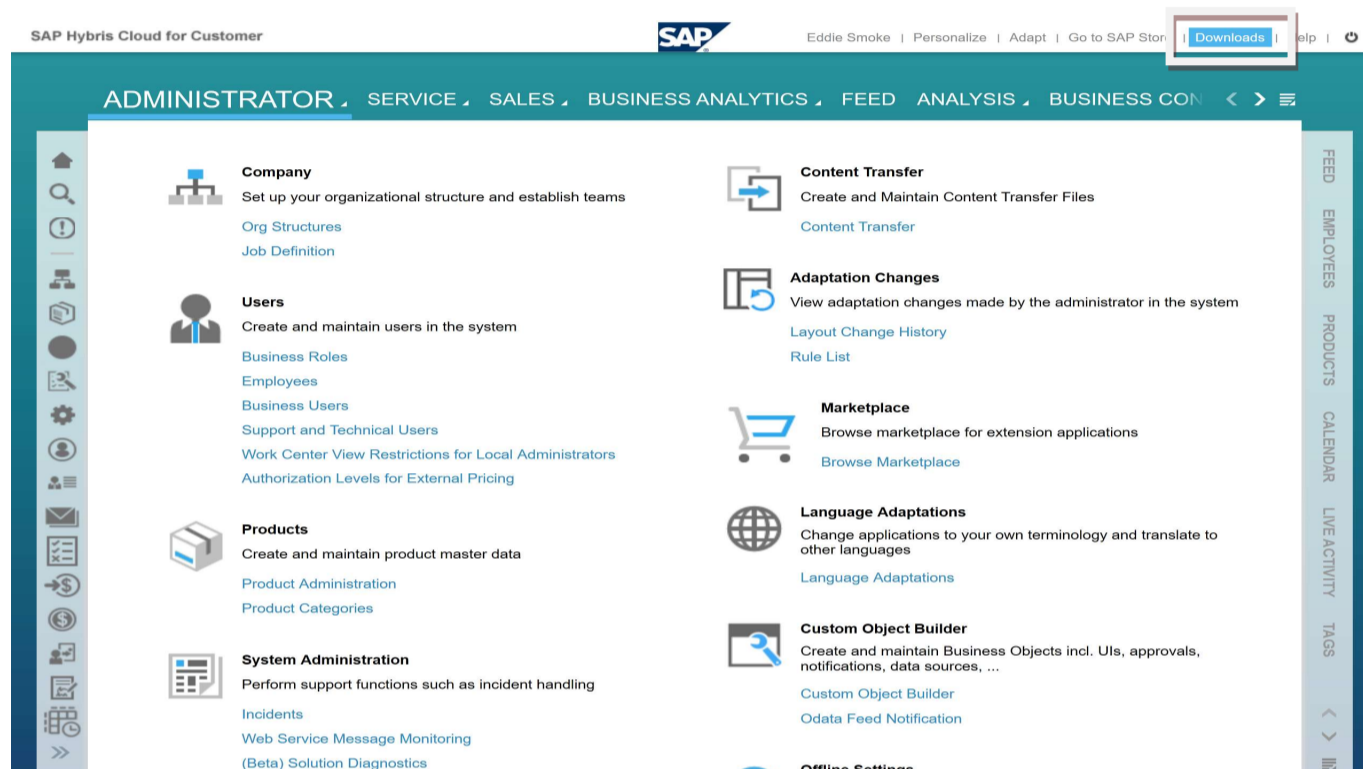 SAP Hybris Cloud for Customer
SAP
Eddie Smoke | Personalize | Adapt | Go to SAP Stor | Downloads | elp |
ADMINISTRATOR SERVICE SALES BUSINESS ANALYTICS FEED ANALYSIS BUSINESS CON
Company
Set up your organizational structure and establish teams
Org Structures
Job Definition
Users
Create and maintain users in the system
Business Roles
Employees
Business Users
Support and Technical Users
Work Center View Restrictions for Local Administrators
Authorization Levels for External Pricing
Products
Create and maintain product master data
Product Administration
Product Categories
System Administration
Perform support functions such as incident handling
Incidents
Web Service Message Monitoring
(Beta) Solution Diagnostics
Content Transfer
Create and Maintain Content Transfer Files
Content Transfer
Adaptation Changes
View adaptation changes made by the administrator in the system
Layout Change History
Rule List
Marketplace
Browse marketplace for extension applications
Browse Marketplace
Language Adaptations
Change applications to your own terminology and translate to
other languages
Language Adaptations
Custom Object Builder
Create and maintain Business Objects incl. UIs, approvals,
notifications, data sources, ...
Custom Object Builder
Odata Feed Notification
Offline Settings
FEED
EMPLOYEES
PRODUCTS
CALENDAR
LIVE ACTIVITY
TAGS